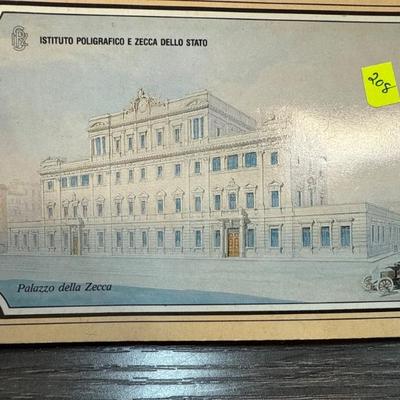 ISTITUTO POLIGRAFICO E ZECCA DELLO STATO
208
Palazzo della Zecca